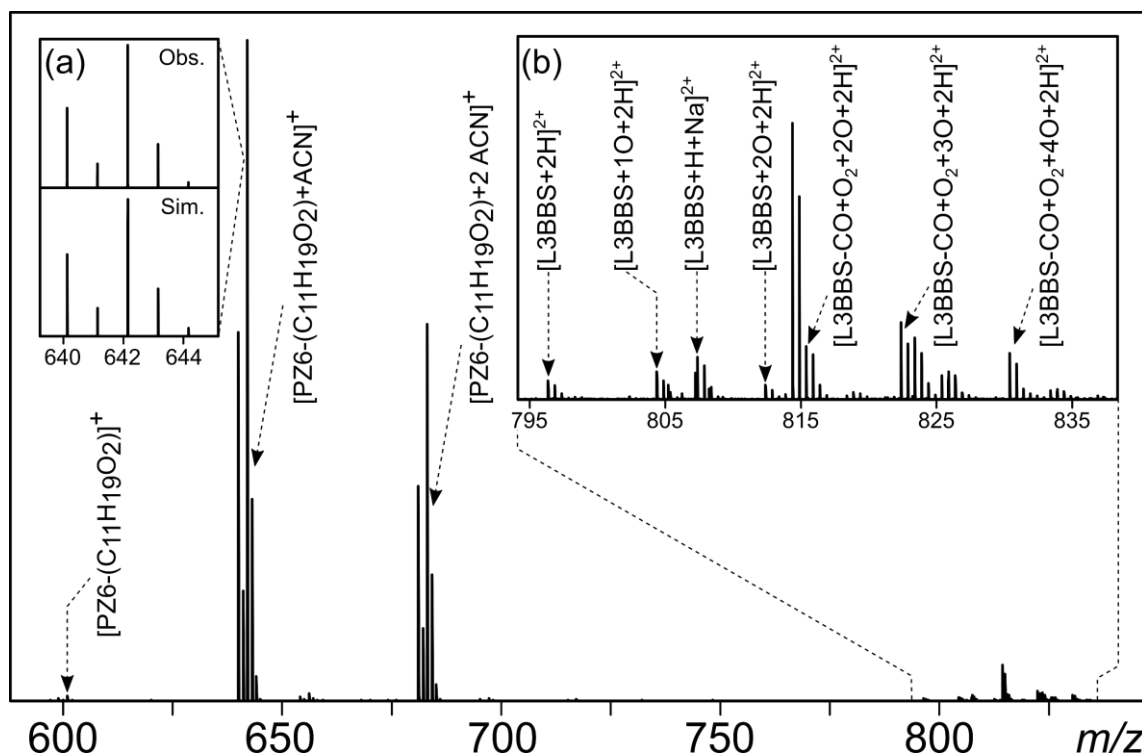 (a)
Obs.
Sim.
640 642 644
[PZ6-(C11H19O2)]+
[PZ6-(C11H19O2)+ACN]+
[PZ6-(C11H19O2)+2 ACN]+
(b)
[L3BBS+2H]2+
[L3BBS+1O+2H]2+
[L3BBS+H+Na]2+
[L3BBS+2O+2H]2+
[L3BBS-CO+O2+2O+2H]2+
[L3BBS-CO+O2+3O+2H]2+
[L3BBS-CO+O2+4O+2H]2+
795 805 815 825 835
600 650 700 750 800 m/z